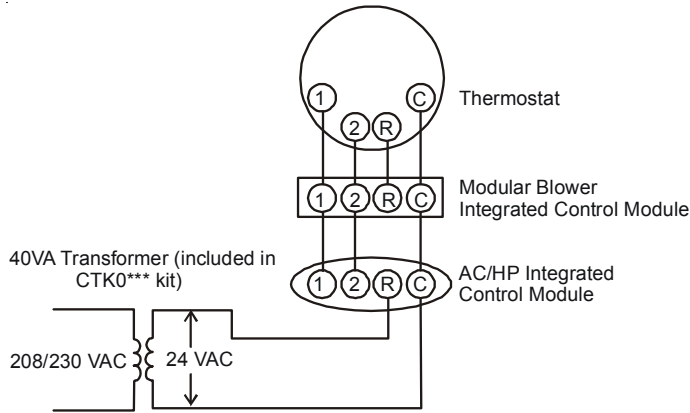 1
C
Thermostat
2 R
1 2 R C
Modular Blower
Integrated Control Module
40VA Transformer (included in
CTK0*** kit)
1 2 R C
AC/HP Integrated
Control Module
208/230 VAC
24 VAC